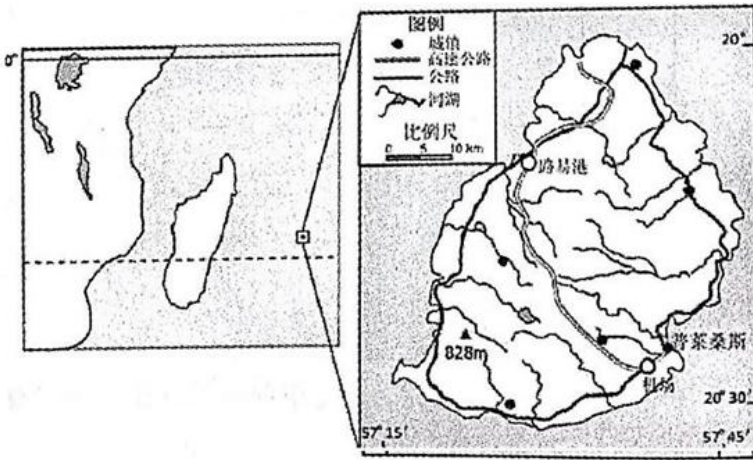 0°
图例
城镇
高速公路
公路
河湖
比例尺
0 5 10 km
20°
路易港
普莱桑斯
机场
828m
20°30′
57°15′
57°45′